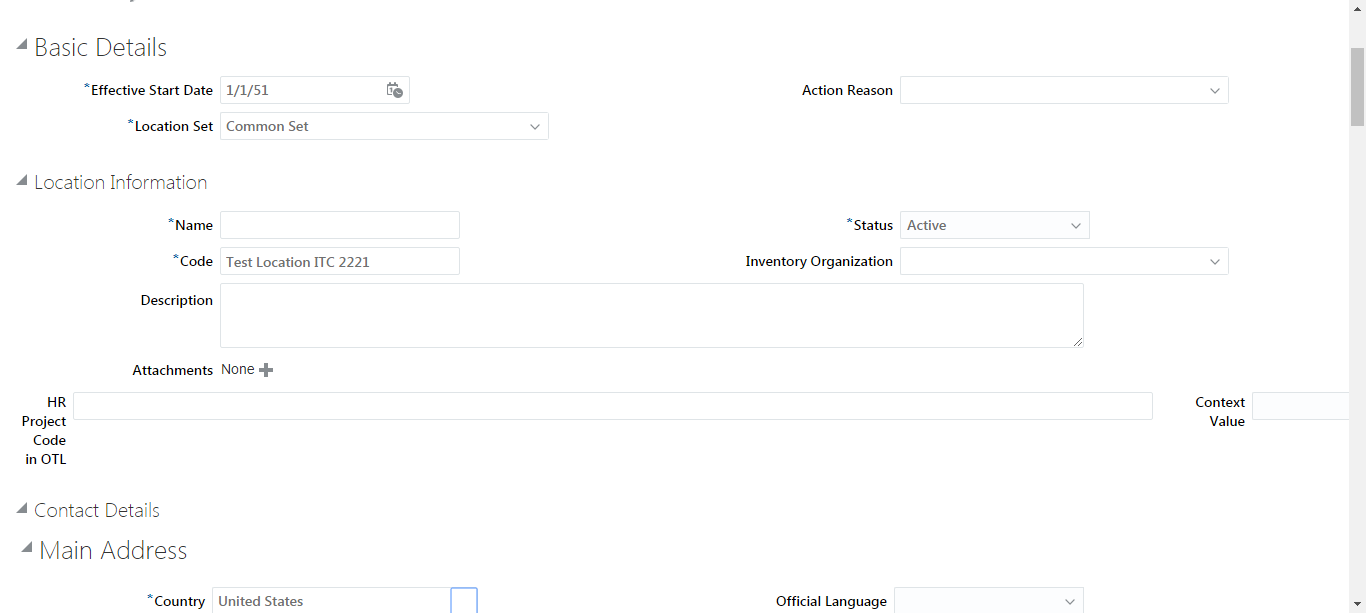 Basic Details
*Effective Start Date 1/1/51 Action Reason
*Location Set Common Set
Location Information
*Name *Status Active
*Code Test Location ITC 2221 Inventory Organization
Description
Attachments None
HR Context
Project Value
Code
in OTL
Contact Details
Main Address
*Country United States Official Language